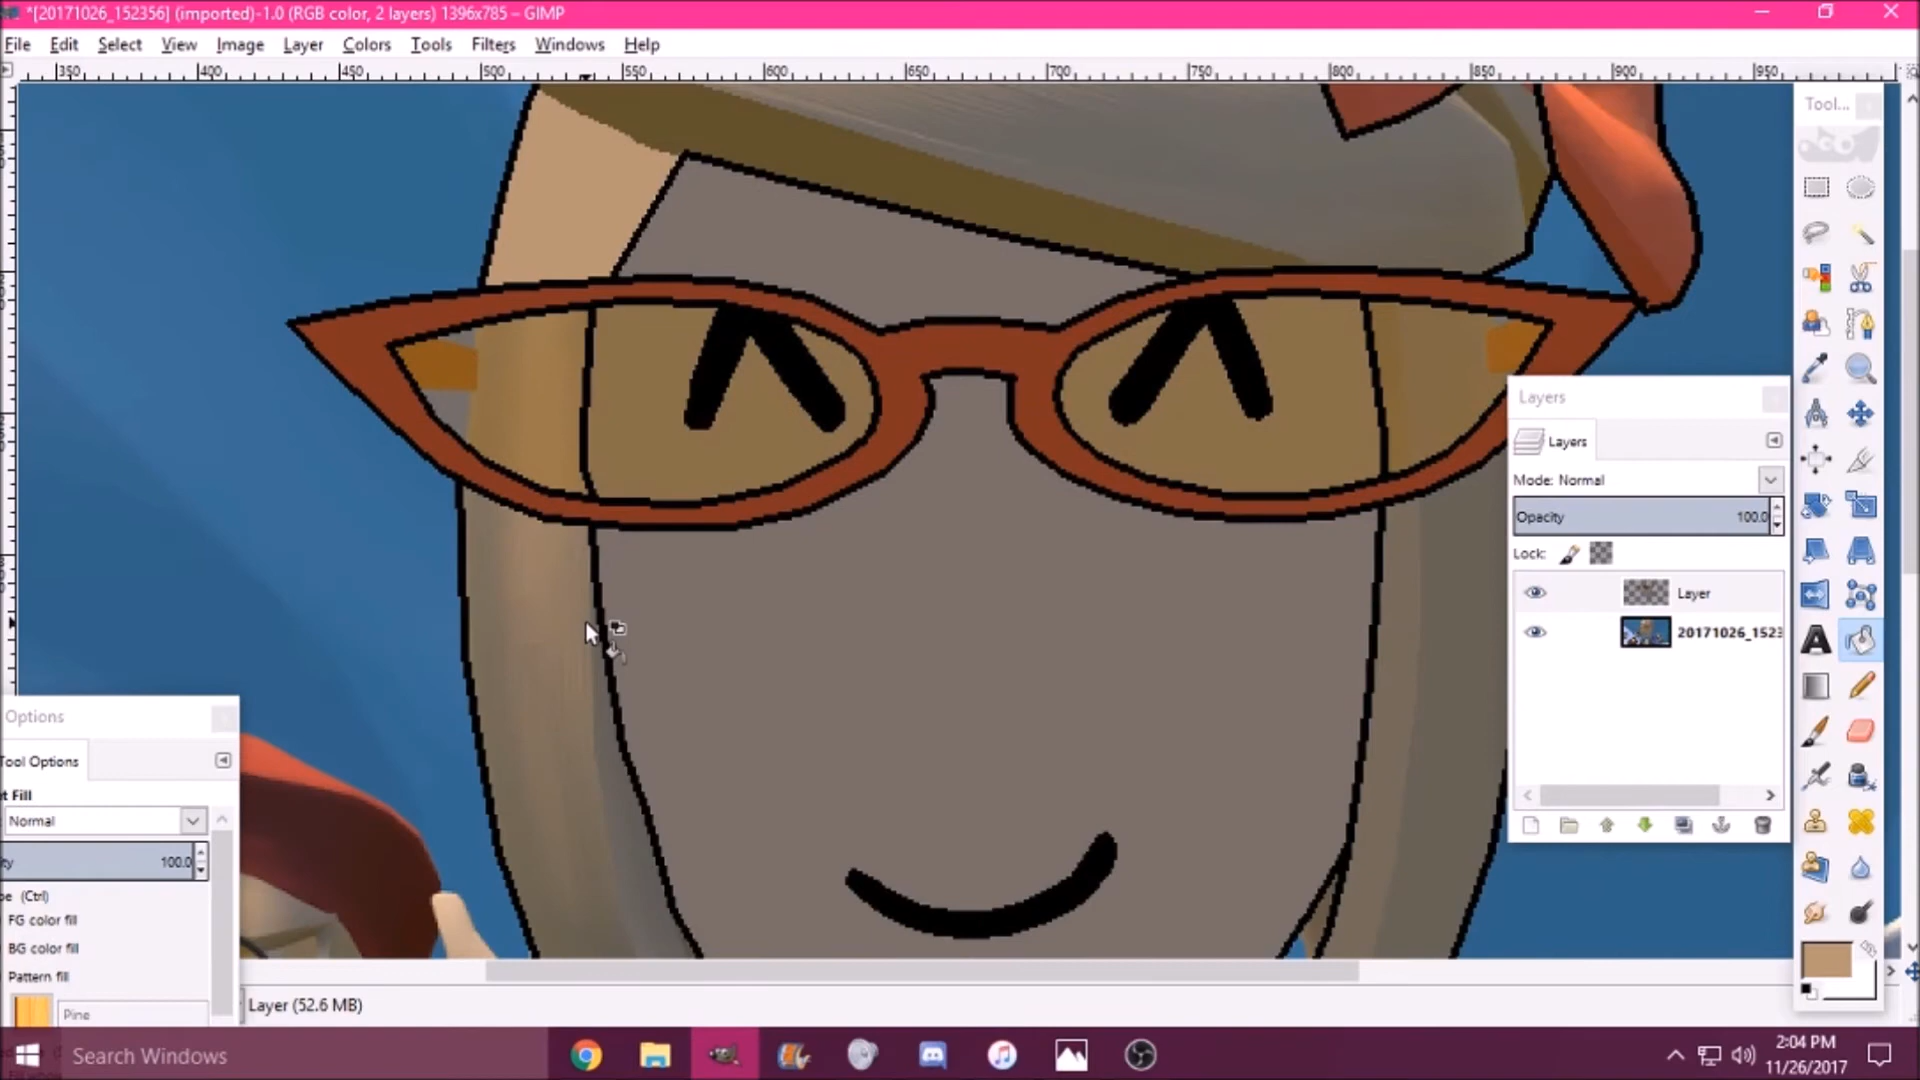 *[20171026_152356] (imported)-1.0 (RGB color, 2 layers) 1396x785 – GIMP
File Edit Select View Image Layer Colors Tools Filters Windows Help
350 400 450 500 550 600 650 700 750 800 850 900 950
Tool...
Layers
Layers
Mode: Normal
Opacity 100.0
Lock:
Layer
20171026_1523
Options
Tool Options
t Fill
Normal
ty 100.0
pe (Ctrl)
FG color fill
BG color fill
Pattern fill
Pine
Layer (52.6 MB)
Search Windows
2:04 PM
11/26/2017